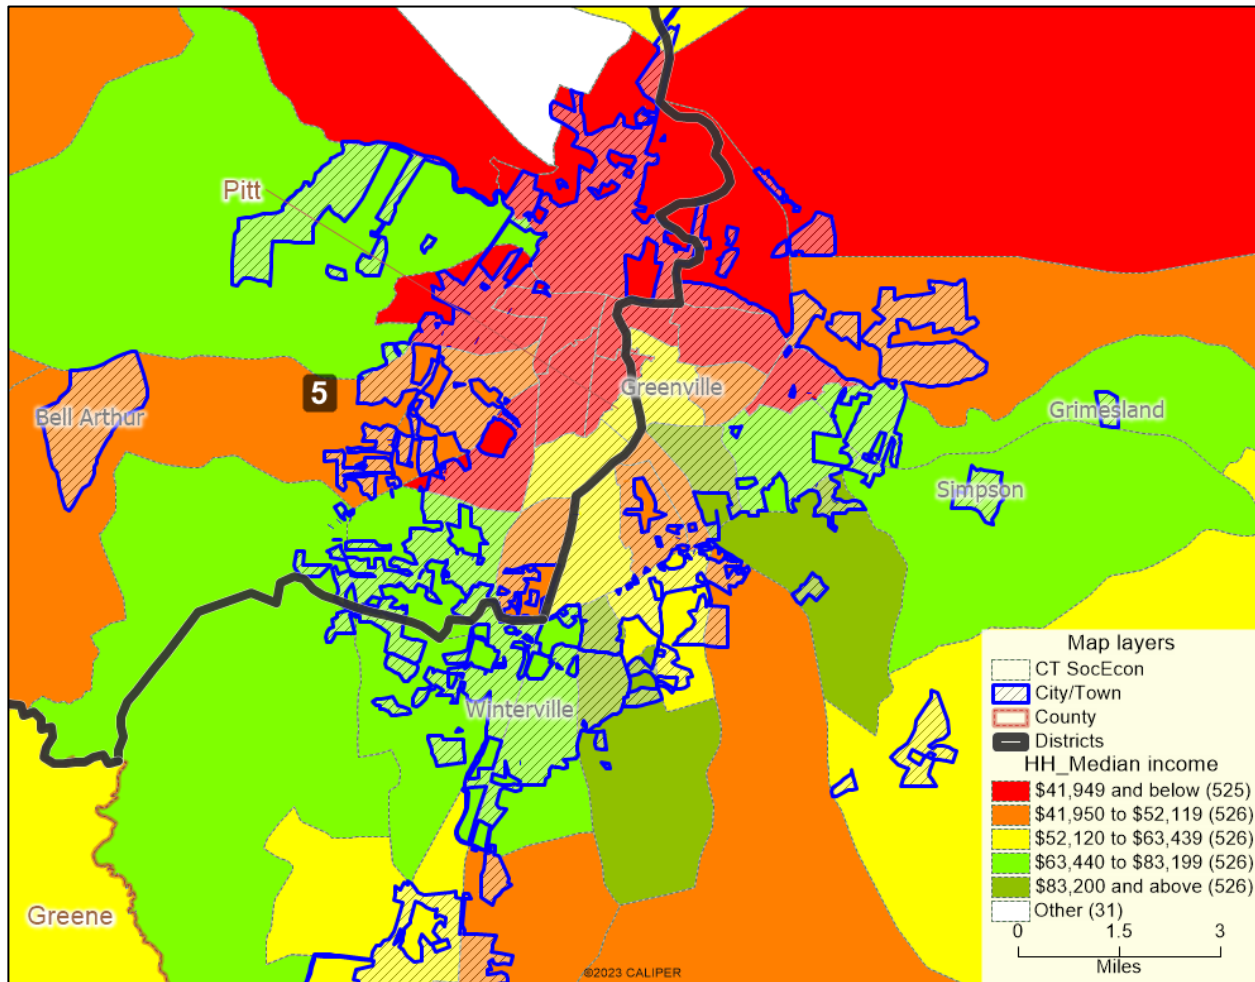 Pitt
5
Greenville
Bell Arthur
Grimesland
Simpson
Winterville
Greene
Map layers
CT SocEcon
City/Town
County
Districts
HH_Median income
$41,949 and below (525)
$41,950 to $52,119 (526)
$52,120 to $63,439 (526)
$63,440 to $83,199 (526)
$83,200 and above (526)
Other (31)
0 1.5 3
Miles
©2023 CALIPER